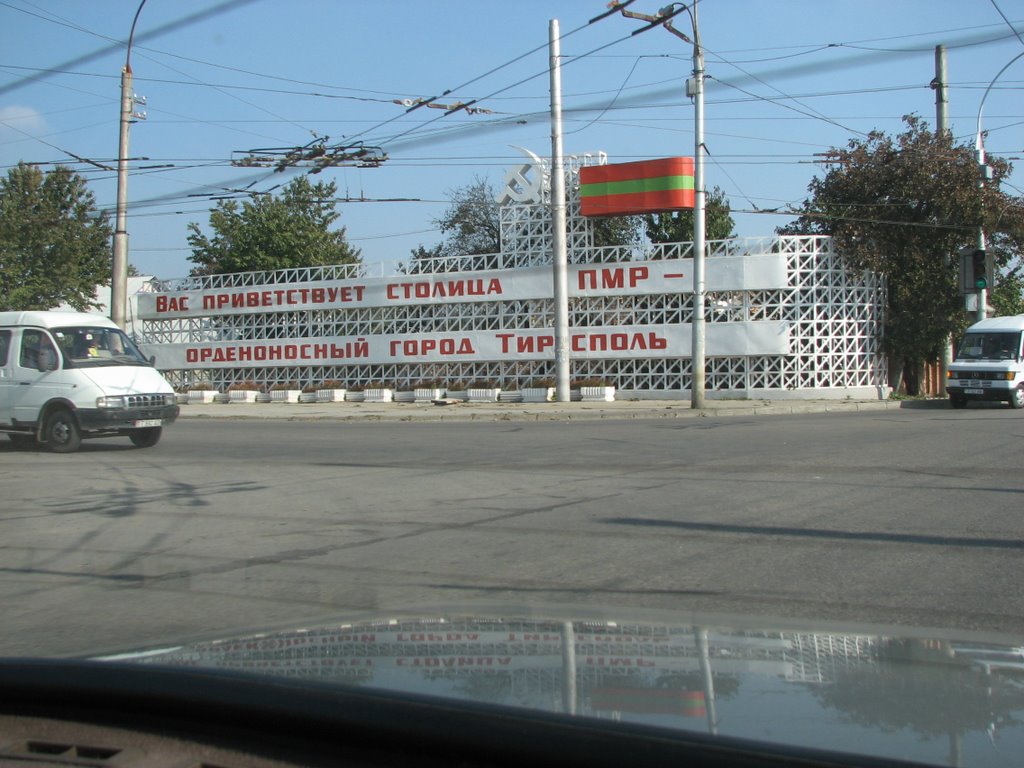 Вас приветствует столица ПМР –
орденоносный город Тирасполь